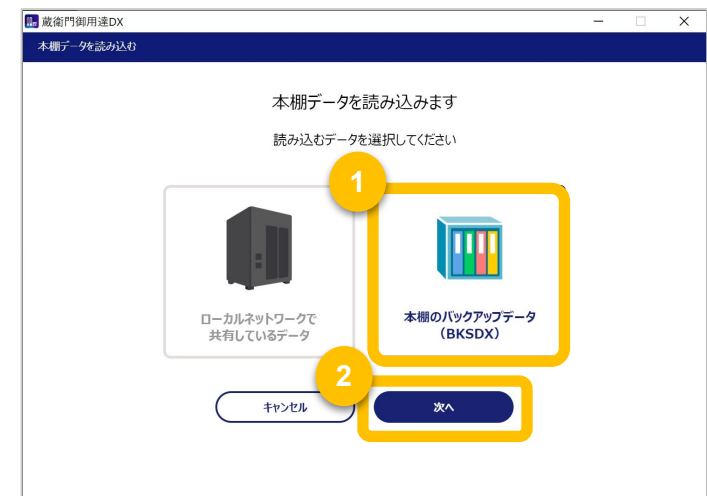 蔵衛門御用達DX
本棚データを読み込む
本棚データを読み込みます
読み込むデータを選択してください
1
ローカルネットワークで
共有しているデータ
本棚のバックアップデータ
（BKSDX）
2
キャンセル
次へ